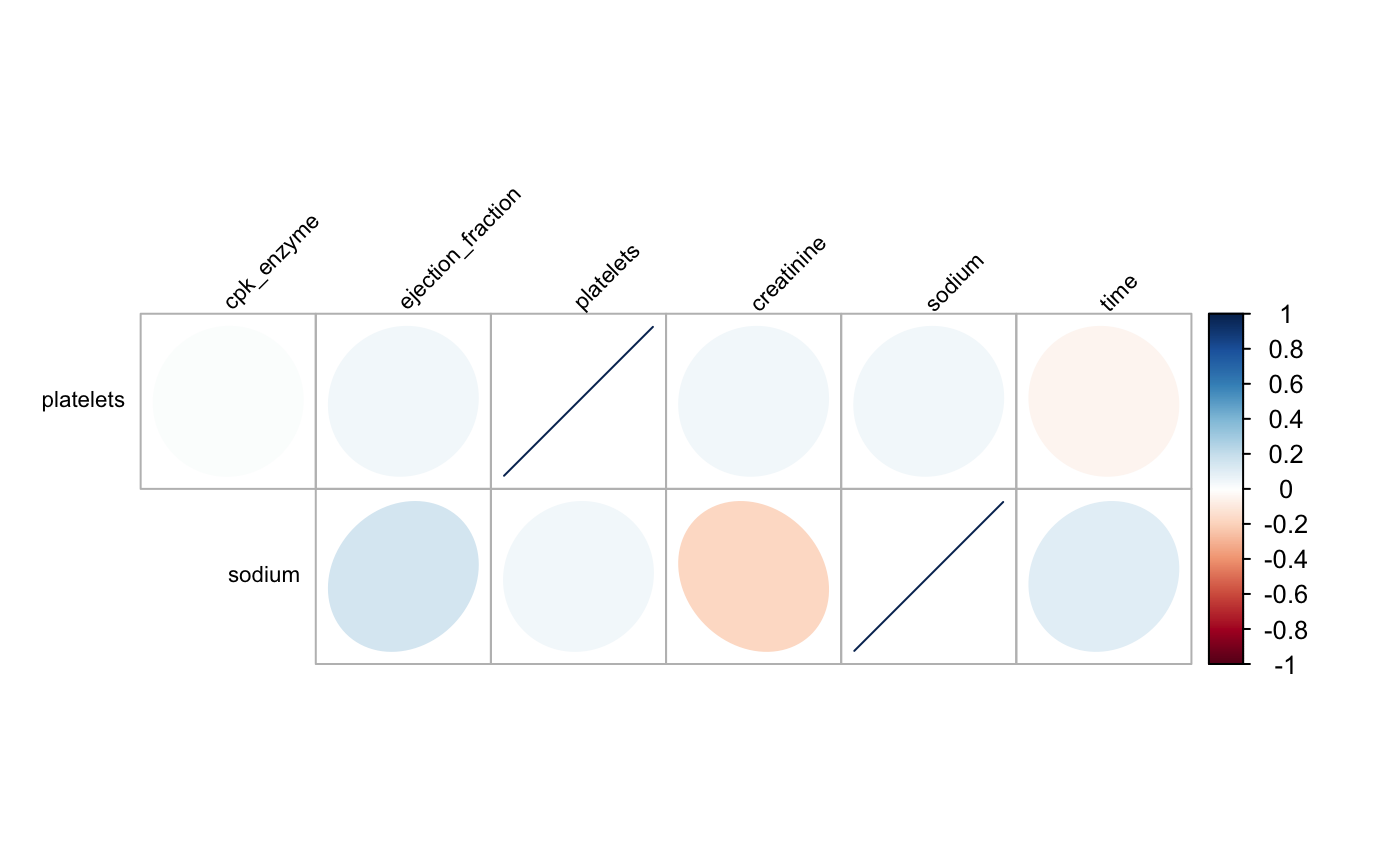 cpk_enzyme
ejection_fraction
platelets
creatinine
sodium
time
platelets
sodium
1
0.8
0.6
0.4
0.2
0
-0.2
-0.4
-0.6
-0.8
-1